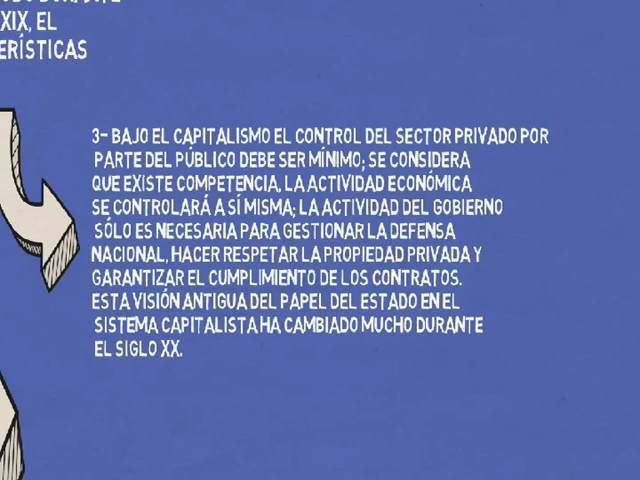 XIX, EL
ERÍSTICAS
3- BAJO EL CAPITALISMO EL CONTROL DEL SECTOR PRIVADO POR
PARTE DEL PÚBLICO DEBE SER MÍNIMO; SE CONSIDERA
QUE EXISTE COMPETENCIA, LA ACTIVIDAD ECONÓMICA
SE CONTROLARÁ A SÍ MISMA; LA ACTIVIDAD DEL GOBIERNO
SÓLO ES NECESARIA PARA GESTIONAR LA DEFENSA
NACIONAL, HACER RESPETAR LA PROPIEDAD PRIVADA Y
GARANTIZAR EL CUMPLIMIENTO DE LOS CONTRATOS.
ESTA VISIÓN ANTIGUA DEL PAPEL DEL ESTADO EN EL
SISTEMA CAPITALISTA HA CAMBIADO MUCHO DURANTE
EL SIGLO XX.